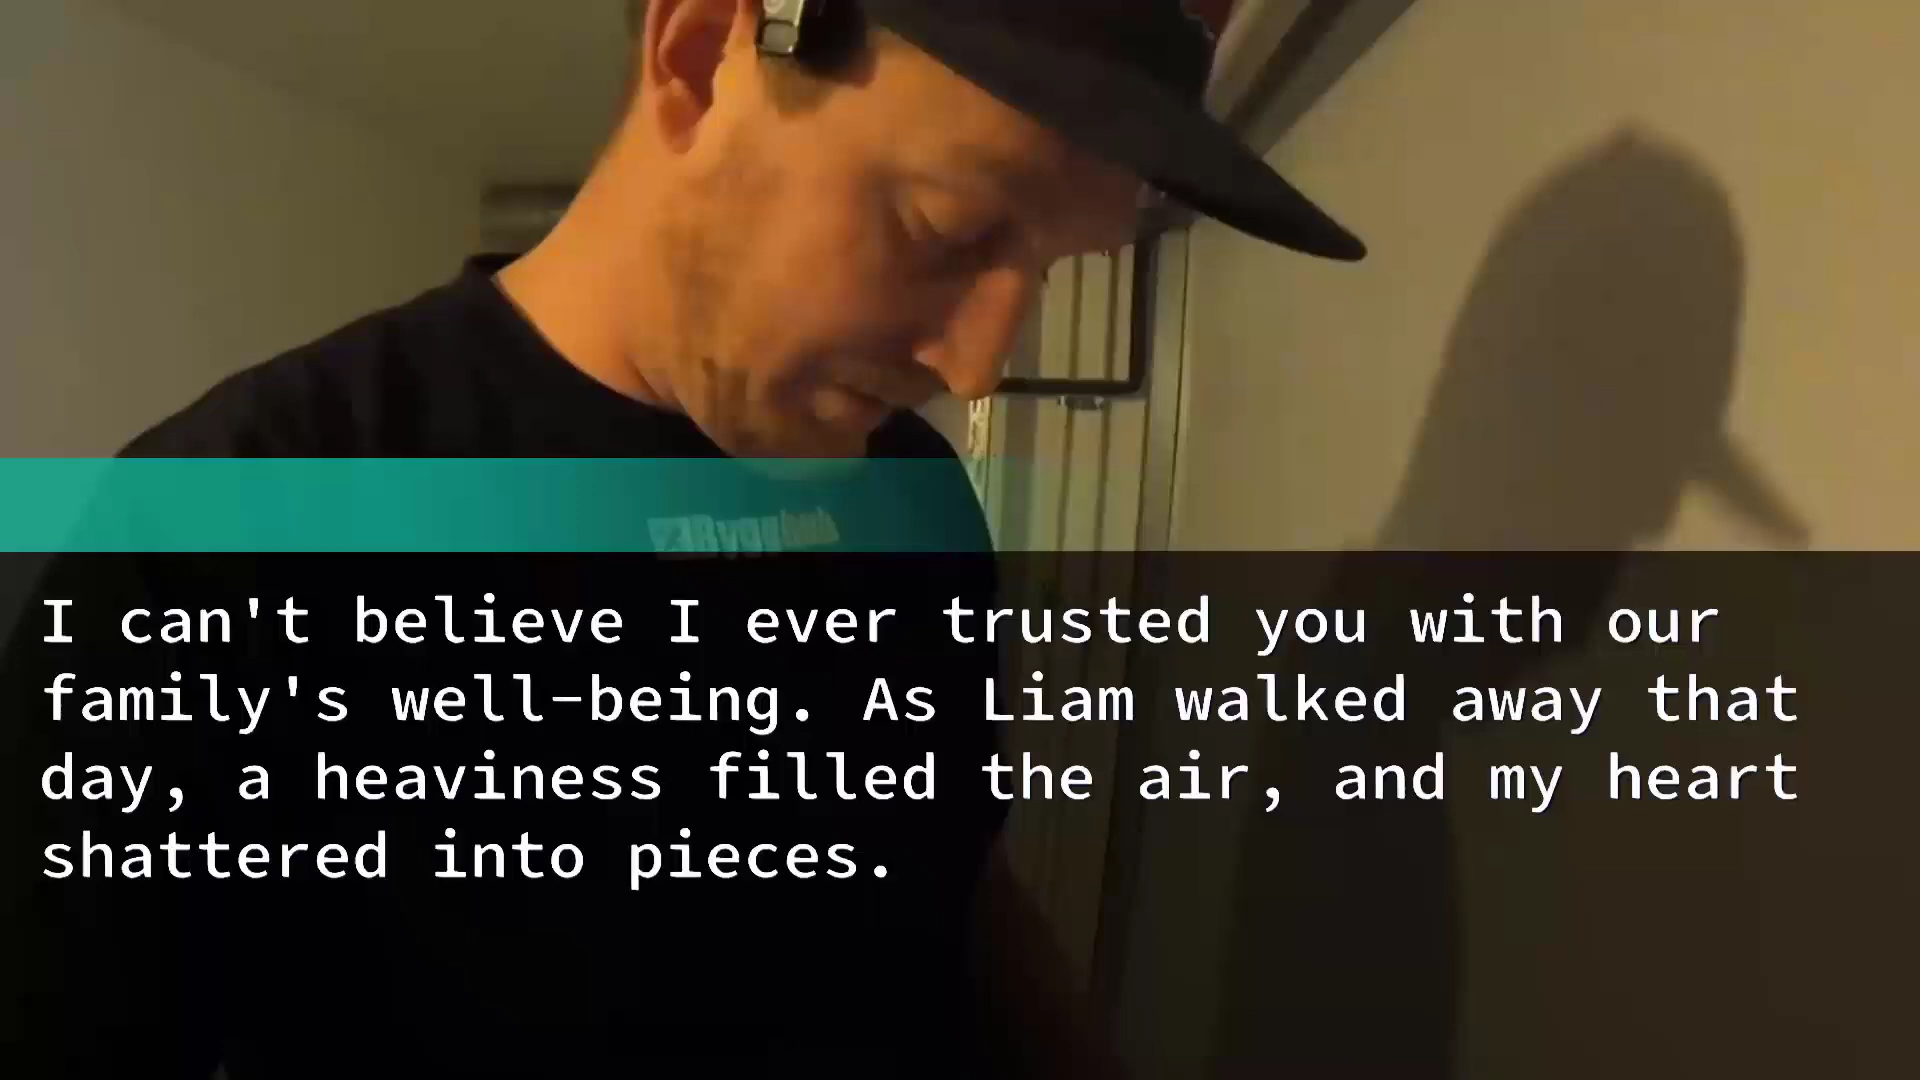 I can't believe I ever trusted you with our
family's well-being. As Liam walked away that
day, a heaviness filled the air, and my heart
shattered into pieces.